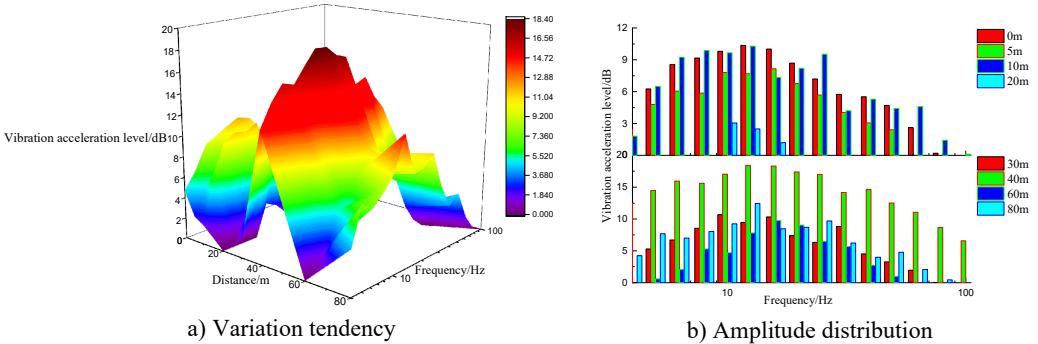 20
18
16
14
12
Vibration acceleration level/dB
10
8
6
4
2
0
20
40
60
80
Distance/m
10
100
Frequency/Hz
18.40
16.56
14.72
12.88
11.04
9.200
7.360
5.520
3.680
1.840
0.000
a) Variation tendency
12
9
6
3
20
15
10
5
0
Vibration acceleration level/dB
0m
5m
10m
20m
30m
40m
60m
80m
10
100
Frequency/Hz
b) Amplitude distribution